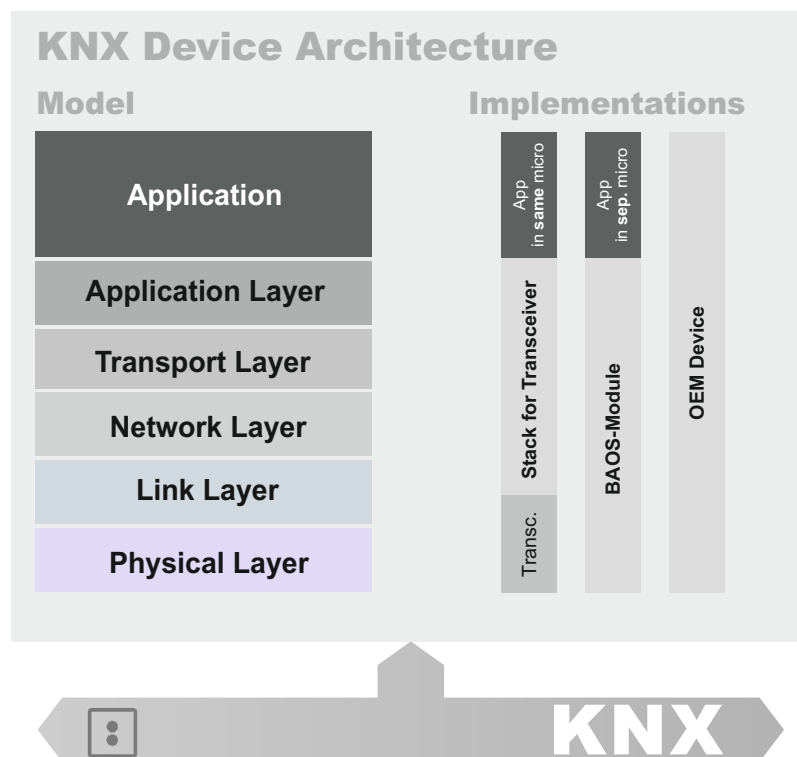 KNX Device Architecture
Model
Implementations
Application
Application Layer
Transport Layer
Network Layer
Link Layer
Physical Layer
App
in same micro
Stack for Transceiver
Transc.
App
in sep. micro
BAOS-Module
OEM Device
KNX